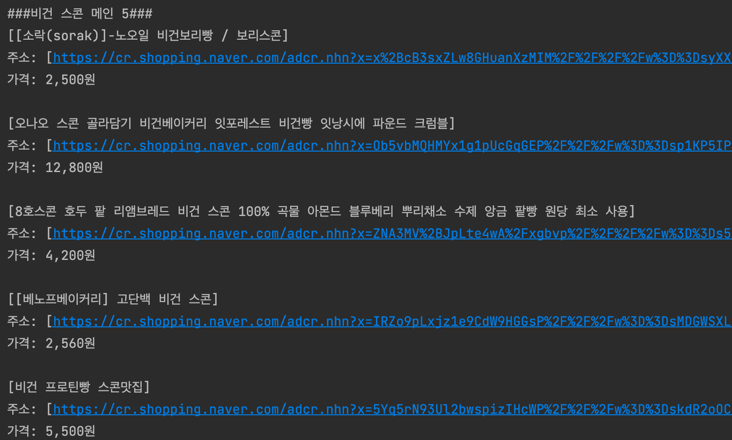 ###비건 스콘 메인 5###
[[소락(sorak)]-노오일 비건보리빵 / 보리스콘]
주소: [https://cr.shopping.naver.com/adcr.nhn?x=x%2BcB3sxZLw8GHuanXzMIM%2F%2F%2F%2Fw%3D%3DsyXX
가격: 2,500원
[오나오 스콘 골라담기 비건베이커리 잇포레스트 비건빵 잇낭시에 파운드 크럼블]
주소: [https://cr.shopping.naver.com/adcr.nhn?x=Ob5vbMQHMYx1g1pUcGqGEP%2F%2F%2Fw%3D%3Dsp1KP5IP
가격: 12,800원
[8호스콘 호두 팥 리앰브레드 비건 스콘 100% 곡물 아몬드 블루베리 뿌리채소 수제 앙금 팥빵 원당 최소 사용]
주소: [https://cr.shopping.naver.com/adcr.nhn?x=ZNA3MV%2BJpLte4wA%2Fxgbvp%2F%2F%2F%2Fw%3D%3Ds5
가격: 4,200원
[[베노프베이커리] 고단백 비건 스콘]
주소: [https://cr.shopping.naver.com/adcr.nhn?x=IRZo9pLxjz1e9CdW9HGGsP%2F%2F%2Fw%3D%3DsMDGWSXL
가격: 2,560원
[비건 프로틴빵 스콘맛집]
주소: [https://cr.shopping.naver.com/adcr.nhn?x=5Yq5rN93Ul2bwspizIHcWP%2F%2F%2Fw%3D%3DskdR2oOC
가격: 5,500원